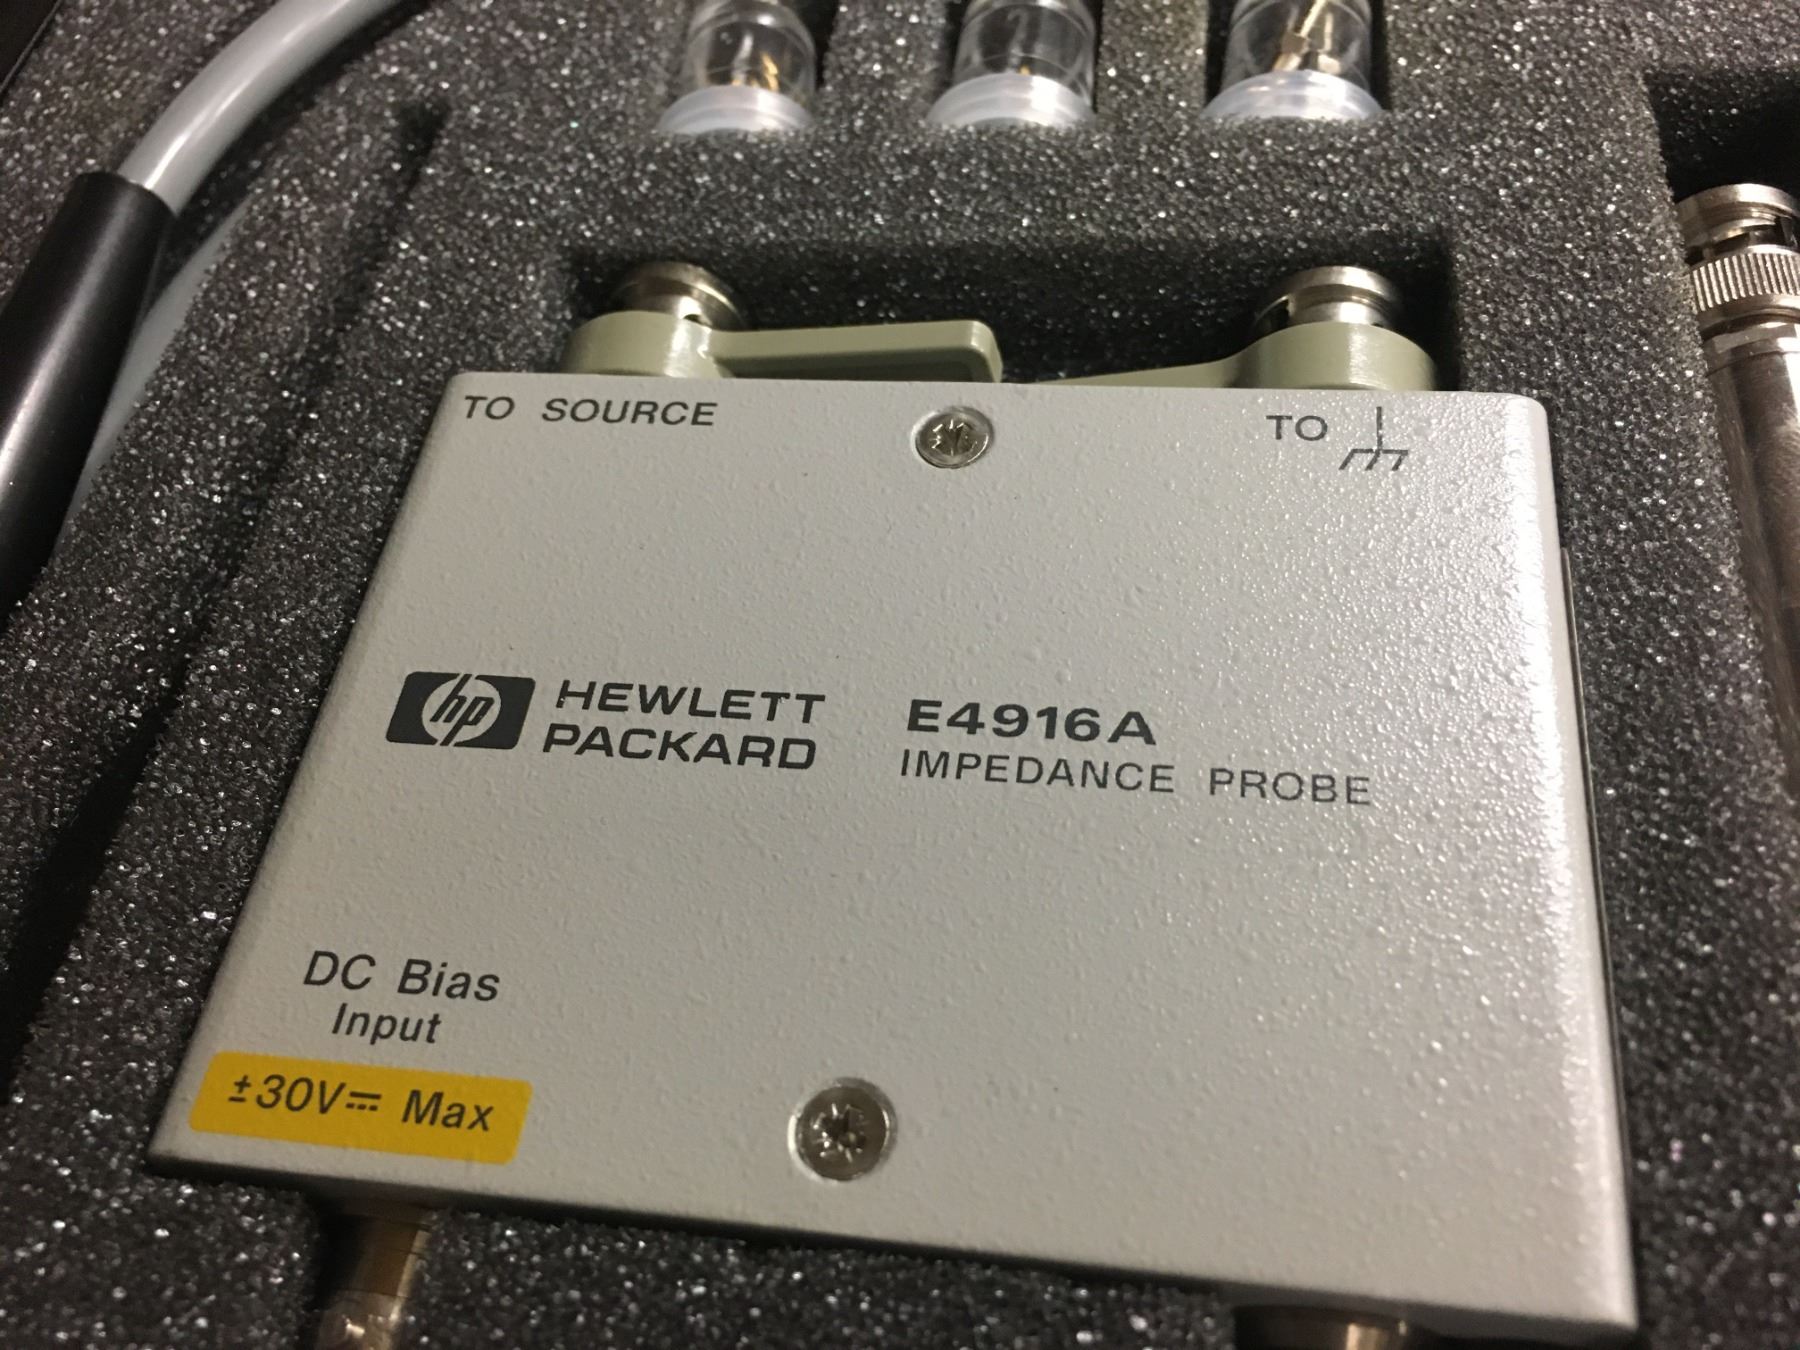 TO SOURCE
TO
hp HEWLETT
PACKARD
E4916A
IMPEDANCE PROBE
DC Bias
Input
±30V⎓ Max